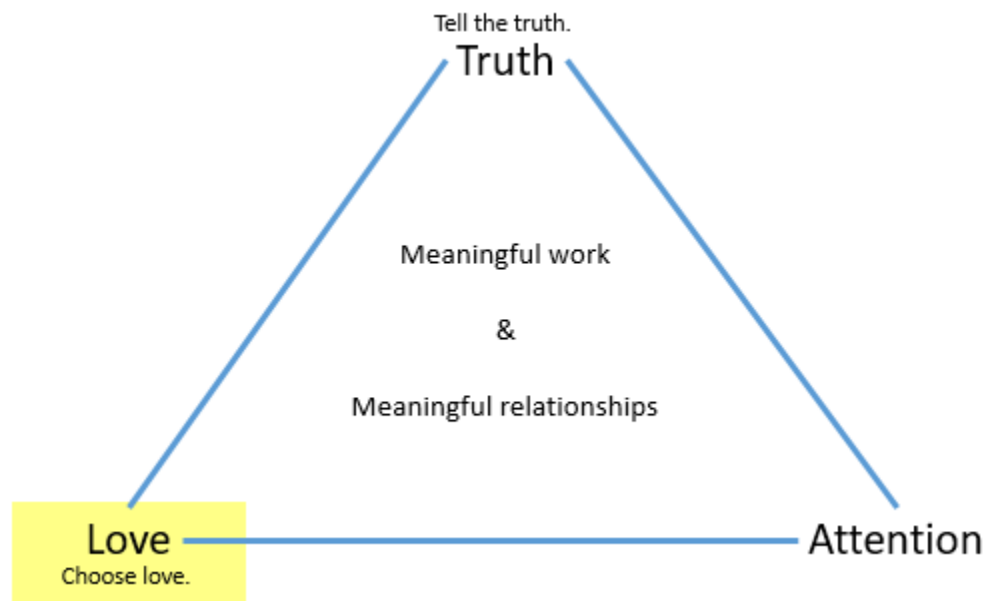 Tell the truth.
Truth
Meaningful work
&
Meaningful relationships
Love
Choose love.
Attention